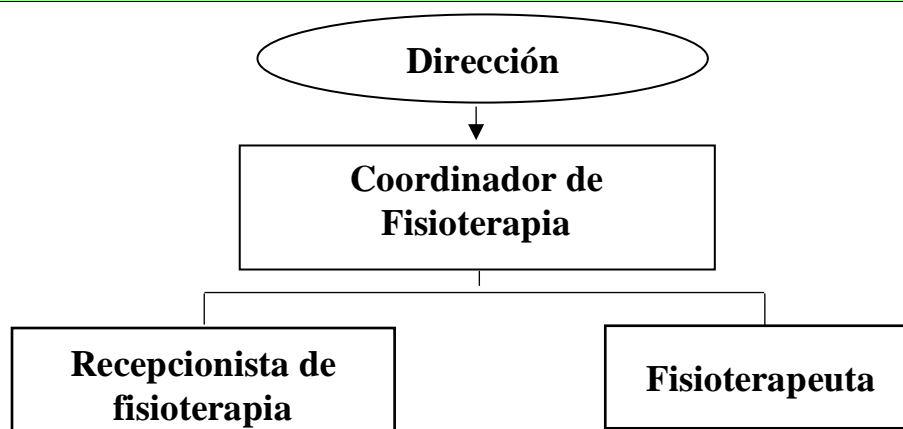 Dirección
Coordinador de
Fisioterapia
Recepcionista de
fisioterapia
Fisioterapeuta